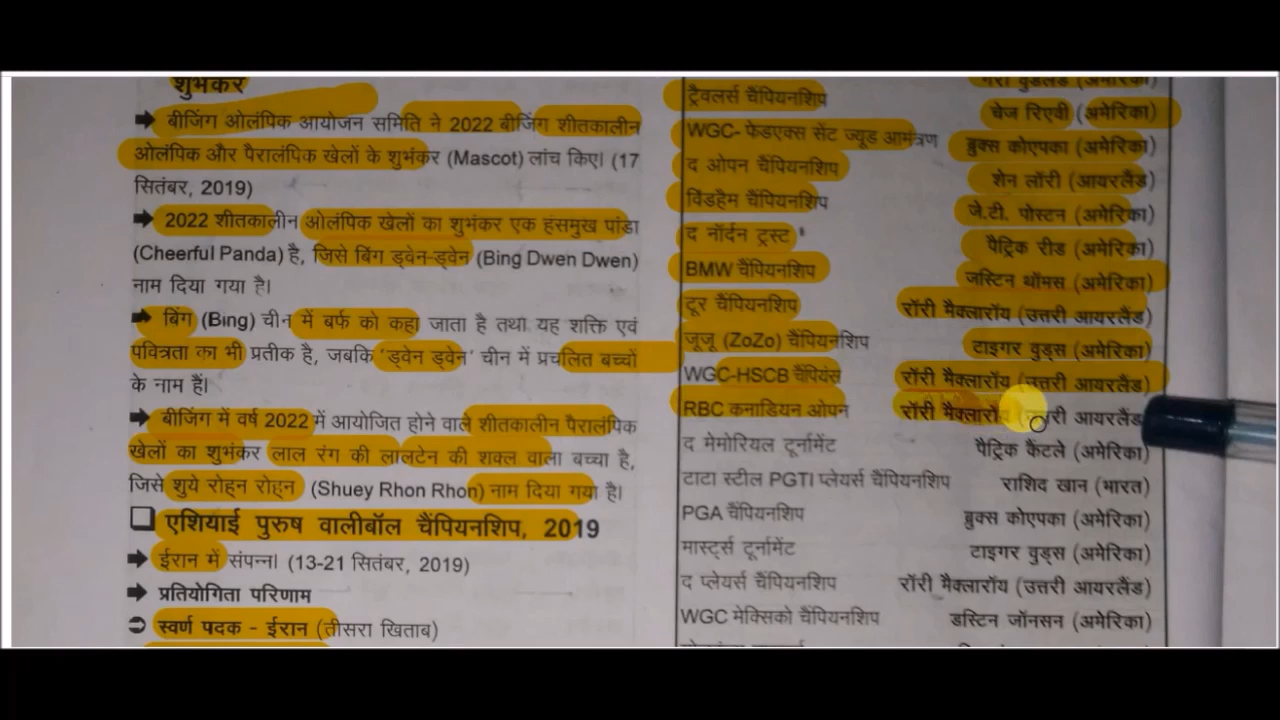 शुभंकर
➡ बीजिंग ओलंपिक आयोजन समिति ने 2022 बीजिंग शीतकालीन
ओलंपिक और पैरालंपिक खेलों के शुभंकर (Mascot) लांच किए। (17
सितंबर, 2019)
➡ 2022 शीतकालीन ओलंपिक खेलों का शुभंकर एक हंसमुख पांडा
(Cheerful Panda) है, जिसे बिंग ड्वेन-ड्वेन (Bing Dwen Dwen)
नाम दिया गया है।
➡ बिंग (Bing) चीन में बर्फ को कहा जाता है तथा यह शक्ति एवं
पवित्रता का भी प्रतीक है, जबकि 'ड्वेन ड्वेन' चीन में प्रचलित बच्चों
के नाम हैं।
➡ बीजिंग में वर्ष 2022 में आयोजित होने वाले शीतकालीन पैरालंपिक
खेलों का शुभंकर लाल रंग की लालटेन की शक्ल वाला बच्चा है,
जिसे शुये रोहन रोहन (Shuey Rhon Rhon) नाम दिया गया है।
❑ एशियाई पुरुष वालीबॉल चैंपियनशिप, 2019
➡ ईरान में संपन्न। (13-21 सितंबर, 2019)
➡ प्रतियोगिता परिणाम
➲ स्वर्ण पदक - ईरान (तीसरा खिताब)
गैरी वुडलैंड (अमेरिका)
ट्रैवलर्स चैंपियनशिप चेज रिएवी (अमेरिका)
WGC- फेडएक्स सेंट ज्यूड आमंत्रण ब्रुक्स कोएपका (अमेरिका)
द ओपन चैंपियनशिप शेन लॉरी (आयरलैंड)
विंडहैम चैंपियनशिप जे.टी. पोस्टन (अमेरिका)
द नॉर्दन ट्रस्ट पैट्रिक रीड (अमेरिका)
BMW चैंपियनशिप जस्टिन थॉमस (अमेरिका)
टूर चैंपियनशिप रॉरी मैक्लारॉय (उत्तरी आयरलैंड)
जूजू (ZoZo) चैंपियनशिप टाइगर वुड्स (अमेरिका)
WGC-HSCB चैंपियंस रॉरी मैक्लारॉय (उत्तरी आयरलैंड)
RBC कनाडियन ओपन रॉरी मैक्लारॉय (उत्तरी आयरलैंड)
द मेमोरियल टूर्नामेंट पैट्रिक कैंटले (अमेरिका)
टाटा स्टील PGTI प्लेयर्स चैंपियनशिप राशिद खान (भारत)
PGA चैंपियनशिप ब्रुक्स कोएपका (अमेरिका)
मास्टर्स टूर्नामेंट टाइगर वुड्स (अमेरिका)
द प्लेयर्स चैंपियनशिप रॉरी मैक्लारॉय (उत्तरी आयरलैंड)
WGC मेक्सिको चैंपियनशिप डस्टिन जॉनसन (अमेरिका)